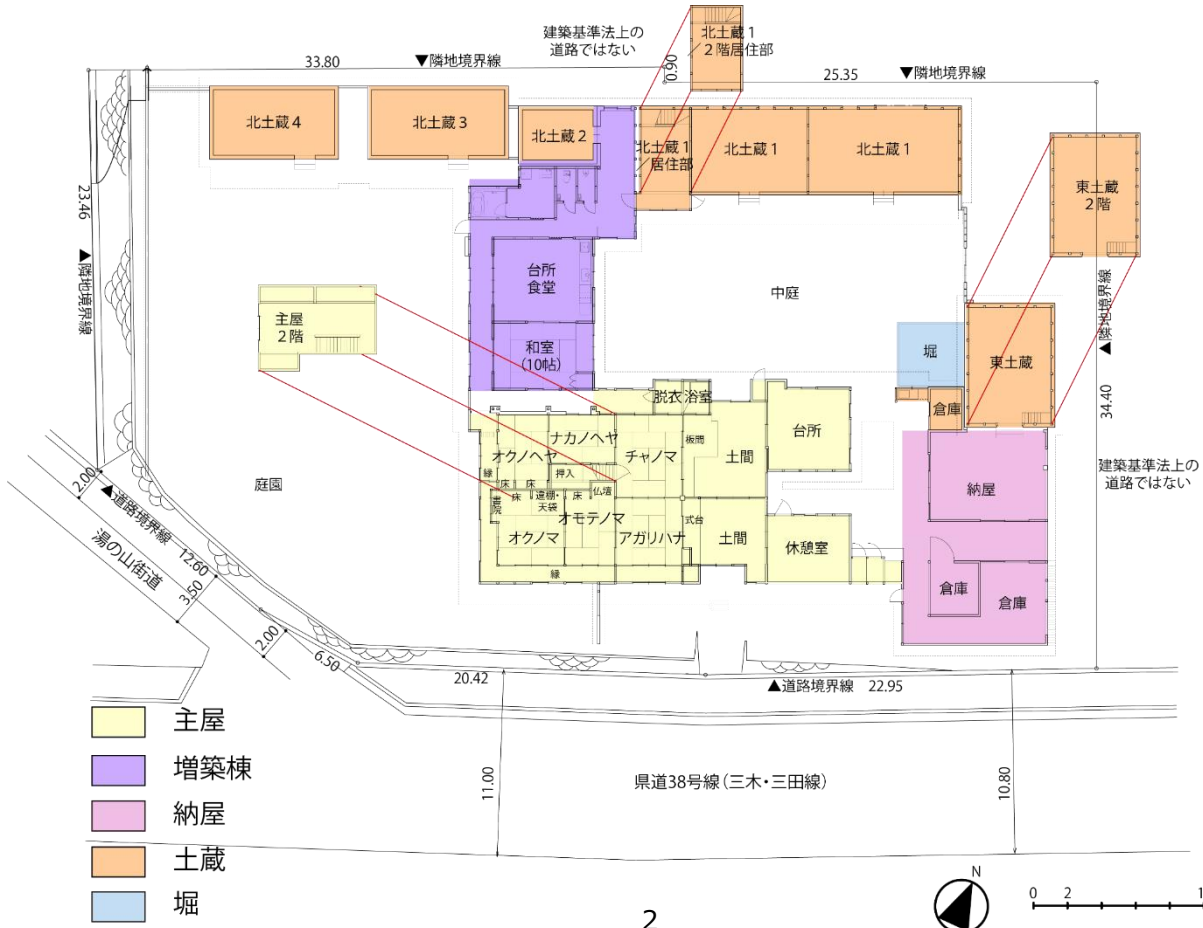 建築基準法上の
道路ではない
北土蔵1
／2階居住部
33.80
▼隣地境界線
0.90
25.35
▼隣地境界線
北土蔵4
北土蔵3
北土蔵2
北土蔵1
／居住部
北土蔵1
北土蔵1
東土蔵
2階
23.46
▲隣地境界線
台所
食堂
中庭
▲隣地境界線
34.40
主屋
2階
和室
(10帖)
堀
東土蔵
脱衣
浴室
倉庫
台所
ナカノヘヤ
オクノヘヤ
チャノマ
板間
土間
縁
押入
床
床
仏壇
庭園
納屋
建築基準法上の
道路ではない
書院
床
違棚・
天袋
床
オモテノマ
オクノマ
アガリハナ
式台
土間
休憩室
縁
倉庫
倉庫
2.00
▲道路境界線
12.60
湯の山街道
3.50
2.00
6.50
20.42
▲道路境界線 22.95
主屋
増築棟
納屋
土蔵
堀
11.00
県道38号線(三木・三田線)
10.80
N
0 2 1
2